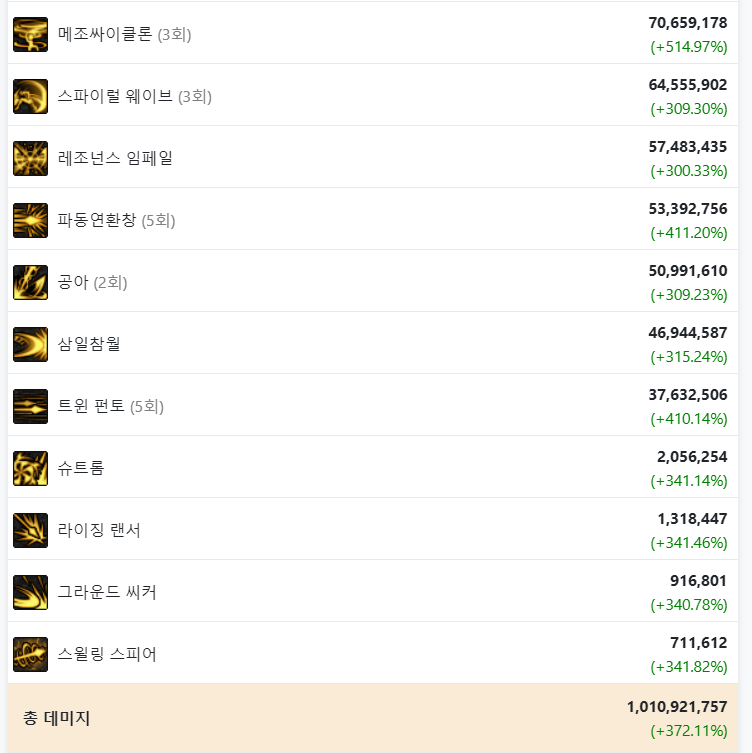 메조싸이클론 (3회)
70,659,178
(+514.97%)
스파이럴 웨이브 (3회)
64,555,902
(+309.30%)
레조넌스 임페일
57,483,435
(+300.33%)
파동연환창 (5회)
53,392,756
(+411.20%)
공아 (2회)
50,991,610
(+309.23%)
삼일참월
46,944,587
(+315.24%)
트윈 펀토 (5회)
37,632,506
(+410.14%)
슈트롬
2,056,254
(+341.14%)
라이징 랜서
1,318,447
(+341.46%)
그라운드 씨커
916,801
(+340.78%)
스월링 스피어
711,612
(+341.82%)
총 데미지
1,010,921,757
(+372.11%)